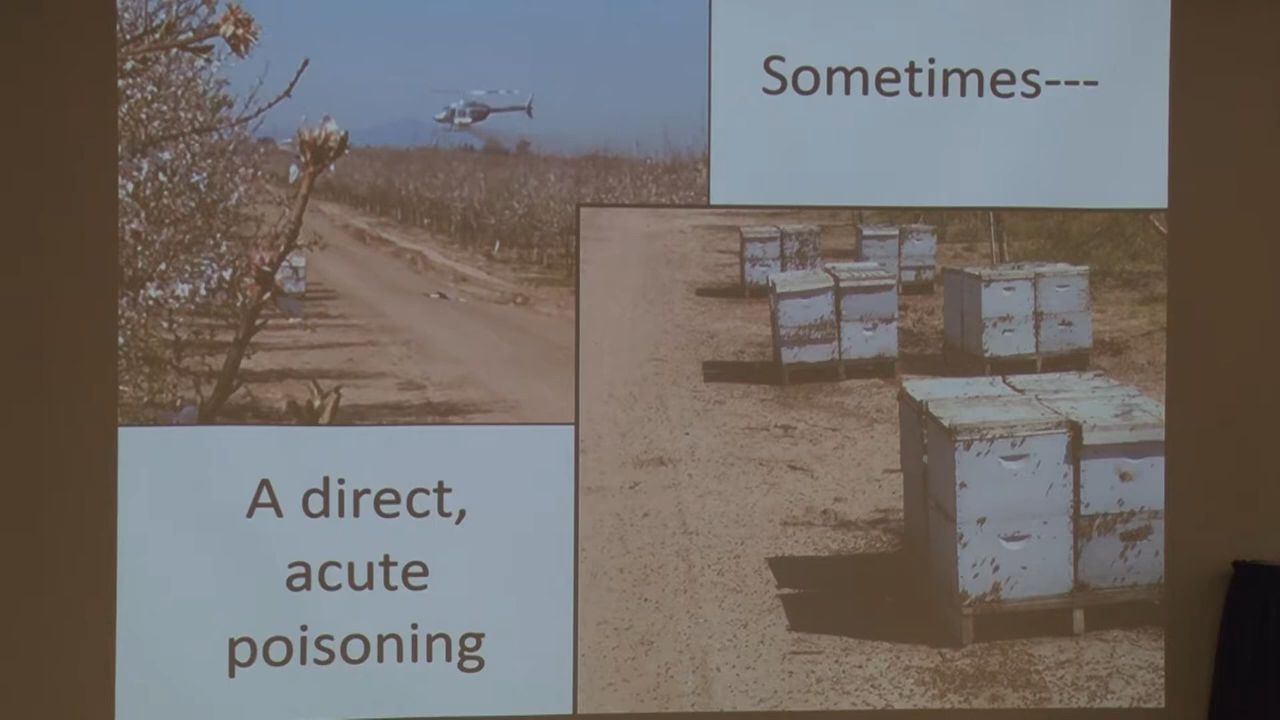 Sometimes---
A direct,
acute
poisoning